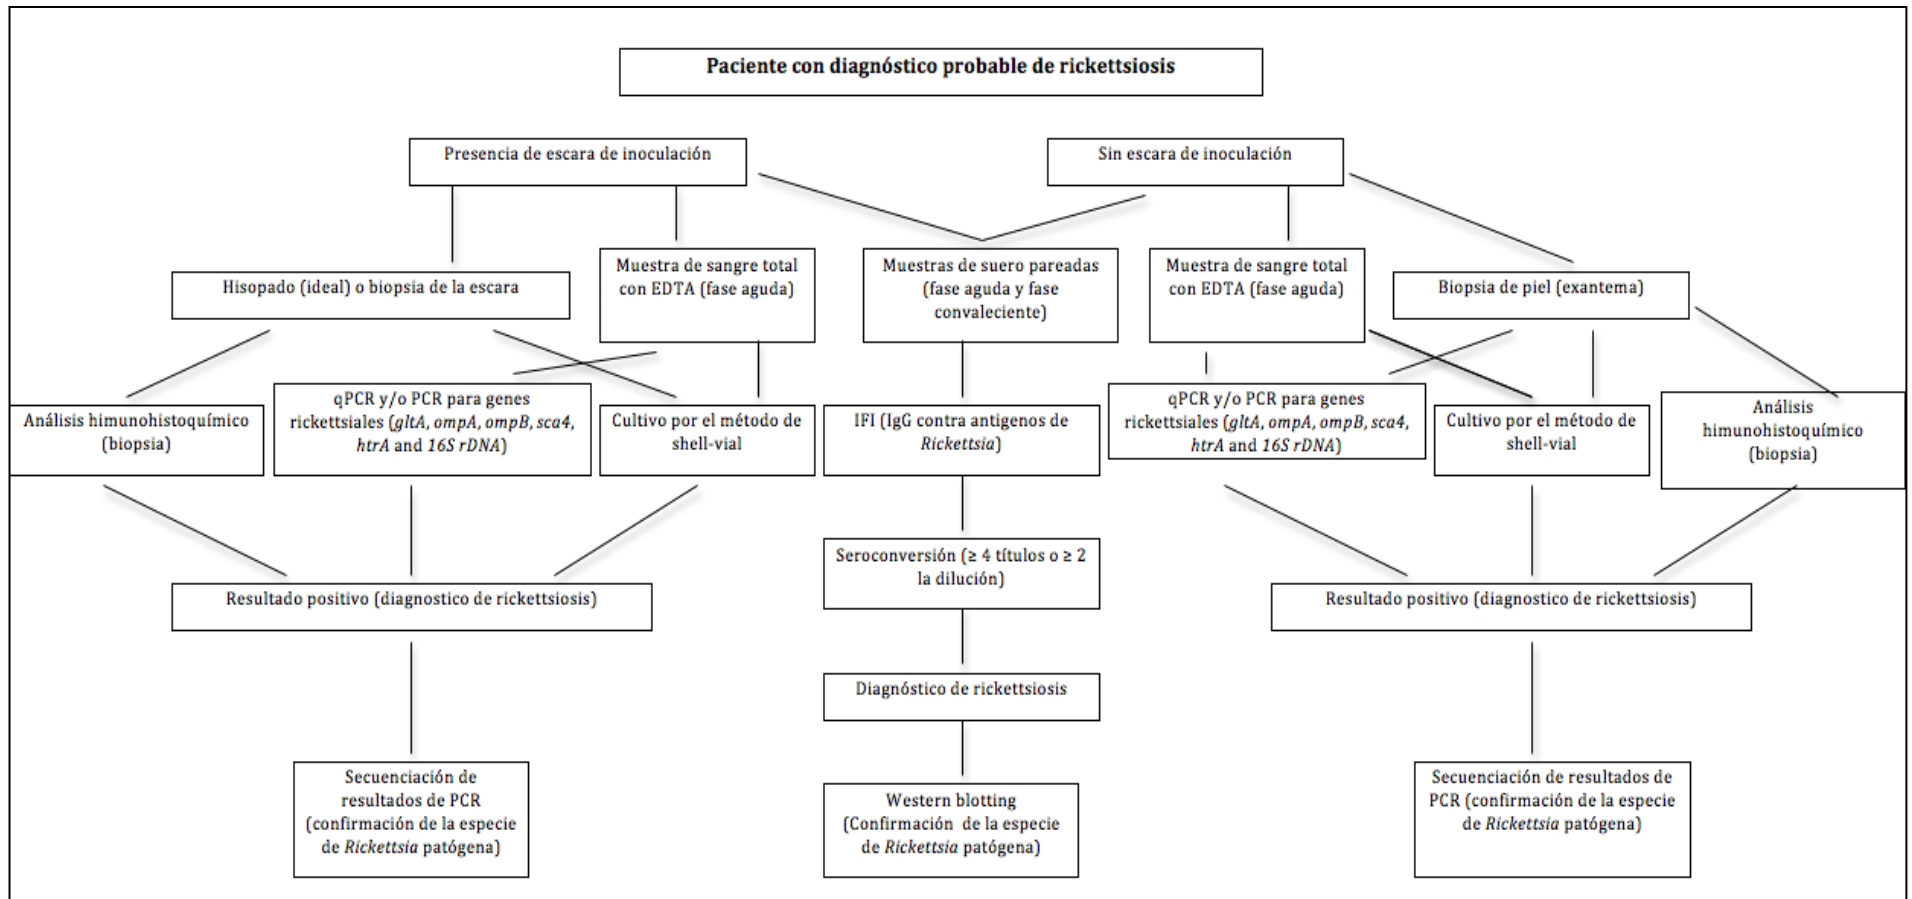 Paciente con diagnóstico probable de rickettsiosis
Presencia de escara de inoculación
Sin escara de inoculación
Hisopado (ideal) o biopsia de la escara
Muestra de sangre total
con EDTA (fase aguda)
Muestras de suero pareadas
(fase aguda y fase
convaleciente)
Muestra de sangre total
con EDTA (fase aguda)
Biopsia de piel (exantema)
Análisis himunohistoquímico
(biopsia)
qPCR y/o PCR para genes
rickettsiales (gltA, ompA, ompB, sca4,
htrA and 16S rDNA)
Cultivo por el método de
shell-vial
IFI (IgG contra antigenos de
Rickettsia)
qPCR y/o PCR para genes
rickettsiales (gltA, ompA, ompB, sca4,
htrA and 16S rDNA)
Cultivo por el método de
shell-vial
Análisis
himunohistoquímico
(biopsia)
Seroconversión (≥ 4 títulos o ≥ 2
la dilución)
Resultado positivo (diagnostico de rickettsiosis)
Resultado positivo (diagnostico de rickettsiosis)
Diagnóstico de rickettsiosis
Secuenciación de
resultados de PCR
(confirmación de la especie
de Rickettsia patógena)
Western blotting
(Confirmación de la especie
de Rickettsia patógena)
Secuenciación de resultados de
PCR (confirmación de la especie
de Rickettsia patógena)